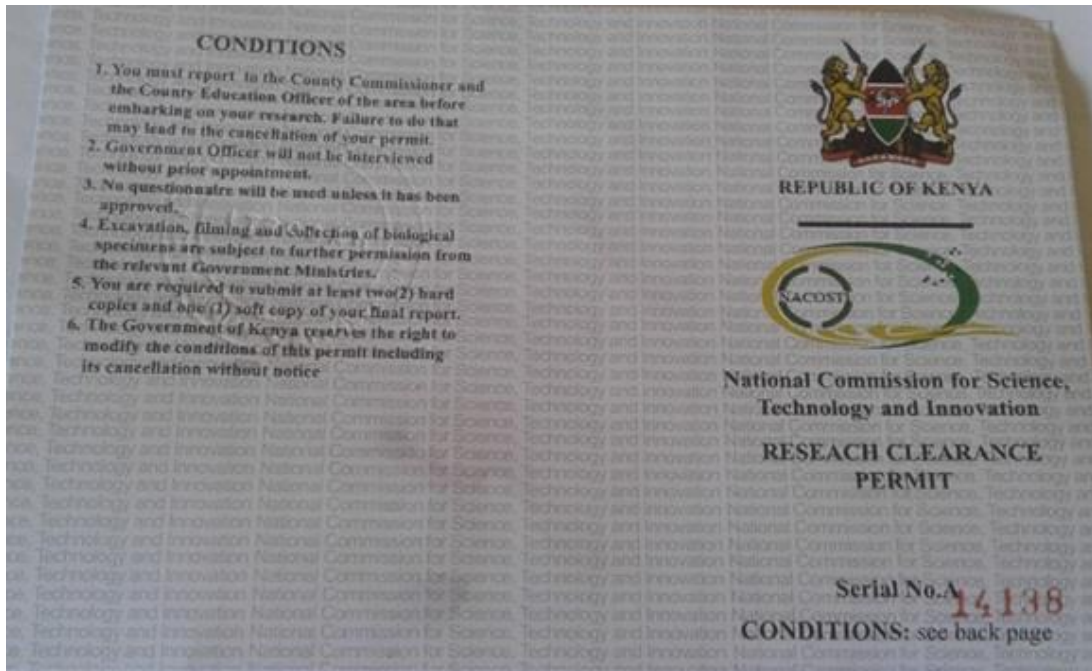 CONDITIONS
1. You must report to the County Commissioner and
the County Education Officer of the area before
embarking on your research. Failure to do that
may lead to the cancellation of your permit.
2. Government Officer will not be interviewed
without prior appointment.
3. No questionnaire will be used unless it has been
approved.
4. Excavation, filming and collection of biological
specimens are subject to further permission from
the relevant Government Ministries.
5. You are required to submit at least two(2) hard
copies and one (1) soft copy of your final report.
6. The Government of Kenya reserves the right to
modify the conditions of this permit including
its cancellation without notice
REPUBLIC OF KENYA
NACOSTI
National Commission for Science,
Technology and Innovation
RESEACH CLEARANCE
PERMIT
Serial No.A 14138
CONDITIONS: see back page